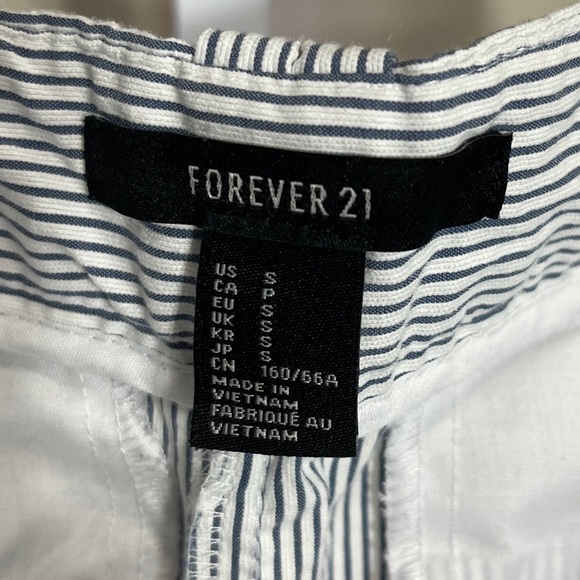 FOREVER 21
US S
CA P
EU S
UK S
KR S
JP S
CN 160/66A
MADE IN
VIETNAM
FABRIQUÉ AU
VIETNAM